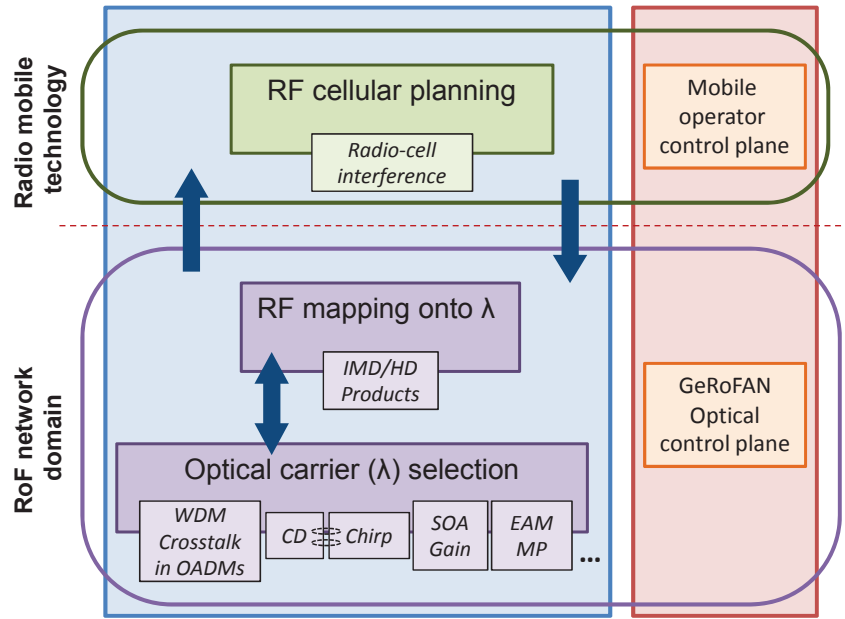 Radio mobile
technology
RF cellular planning
Radio-cell
interference
Mobile
operator
control plane
RoF network
domain
RF mapping onto λ
IMD/HD
Products
GeRoFAN
Optical
control plane
Optical carrier (λ) selection
WDM
Crosstalk
in OADMs
CD
Chirp
SOA
Gain
EAM
MP
...